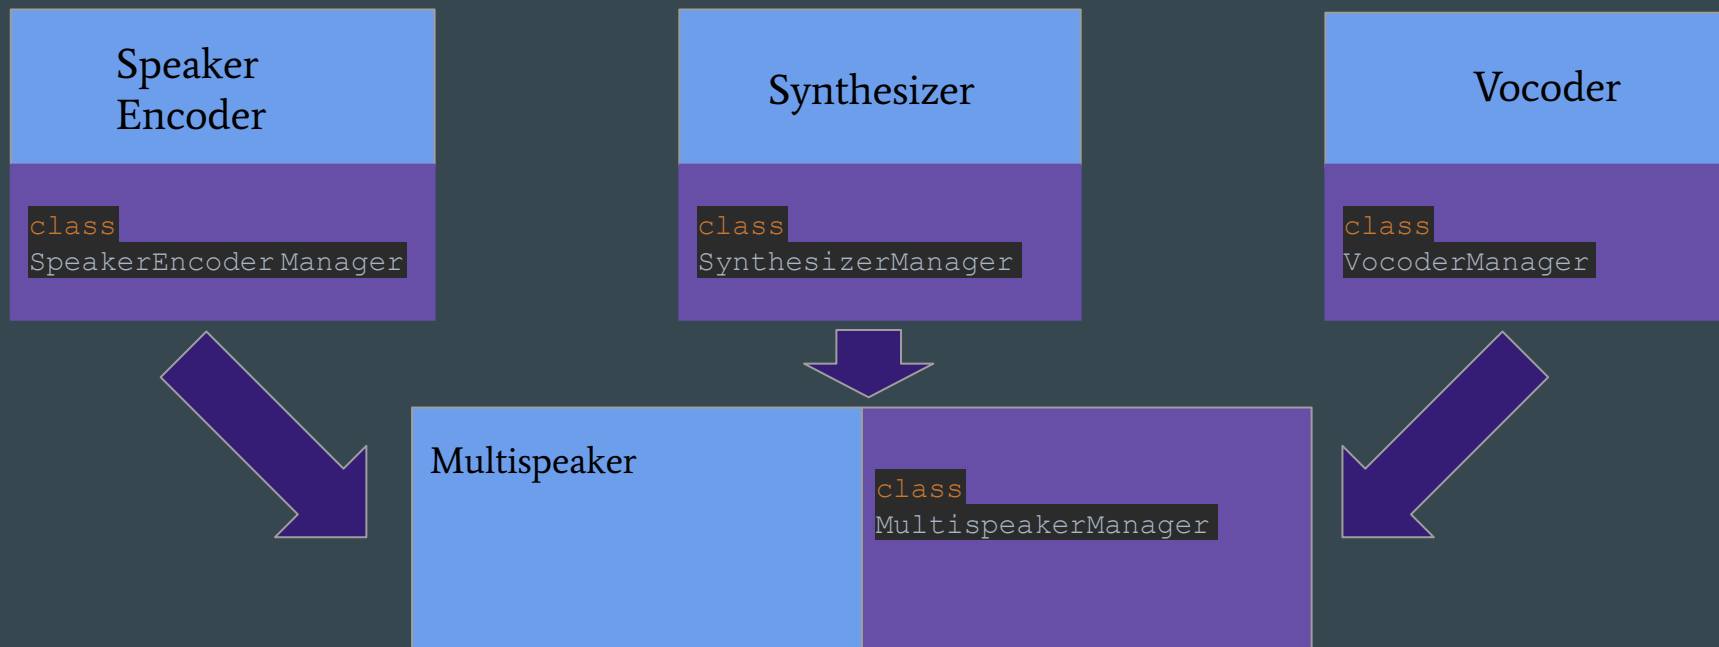 Speaker
Encoder
class
SpeakerEncoder Manager
Synthesizer
class
SynthesizerManager
Vocoder
class
VocoderManager
Multispeaker
class
MultispeakerManager